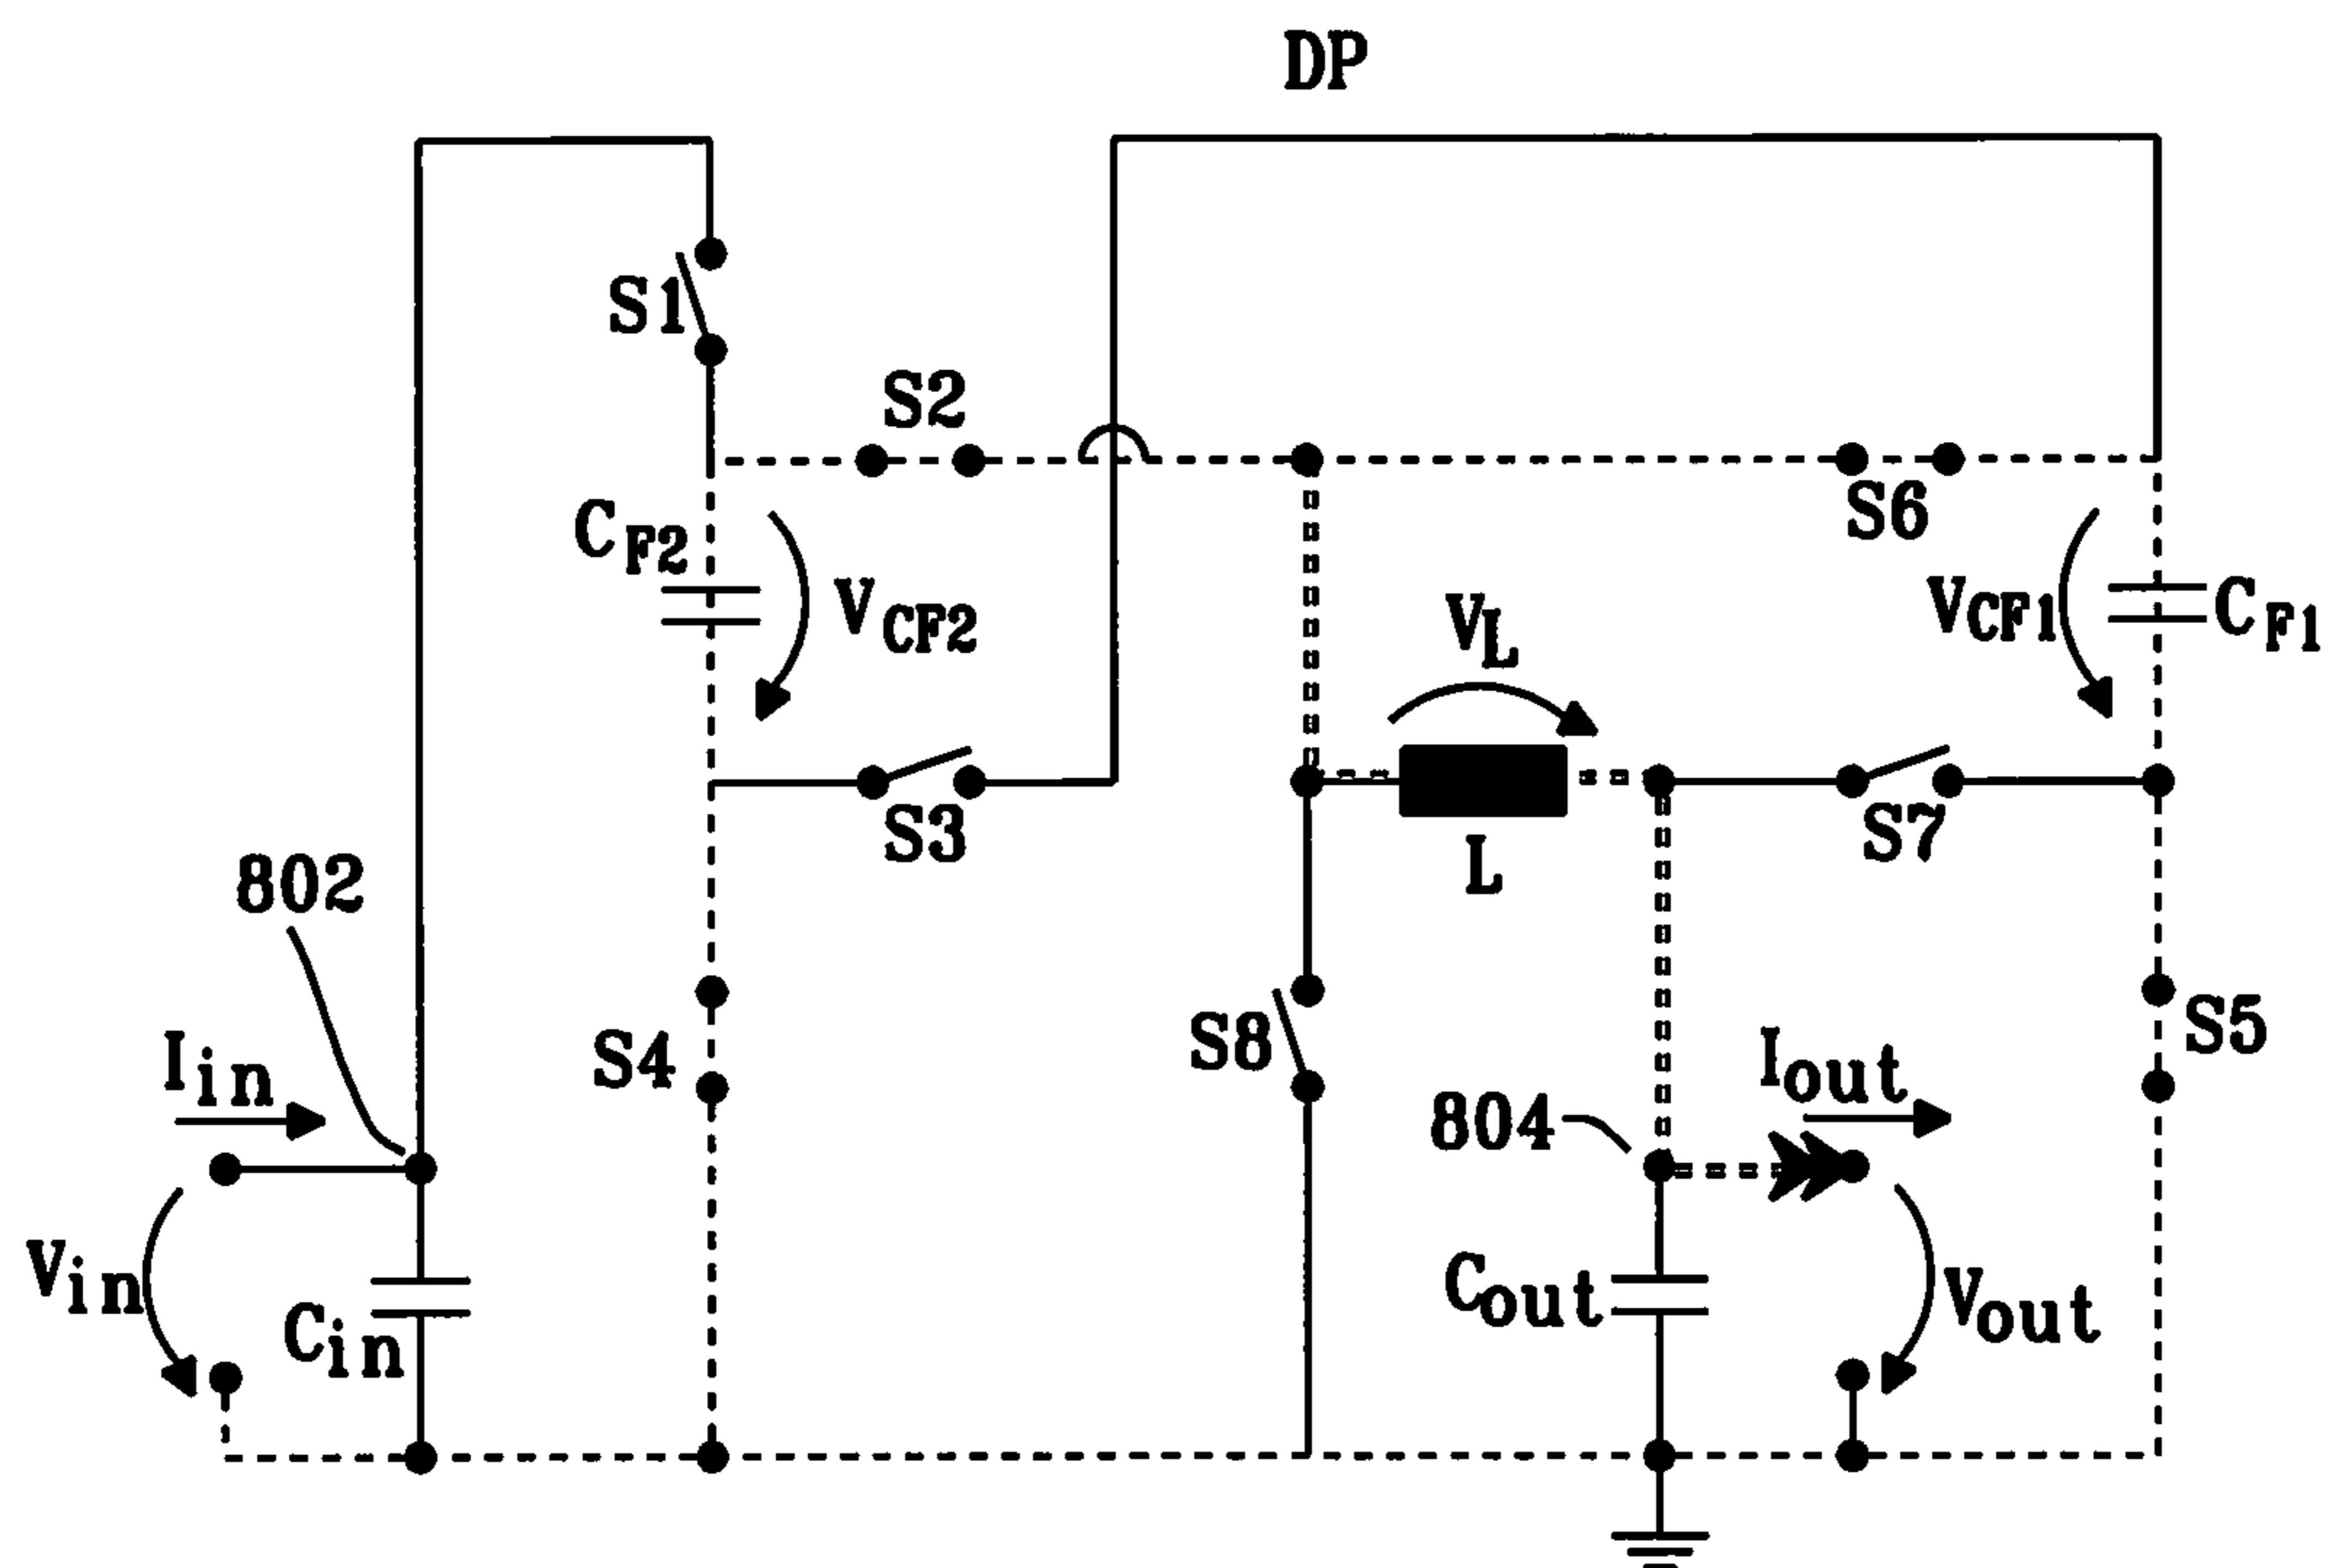 DP
S1
S2
S6
CF2
VCF2
VCF1
CF1
VL
S3
L
S7
802
S8
S5
S4
Iin
804
Iout
Vin
Cin
Cout
Vout